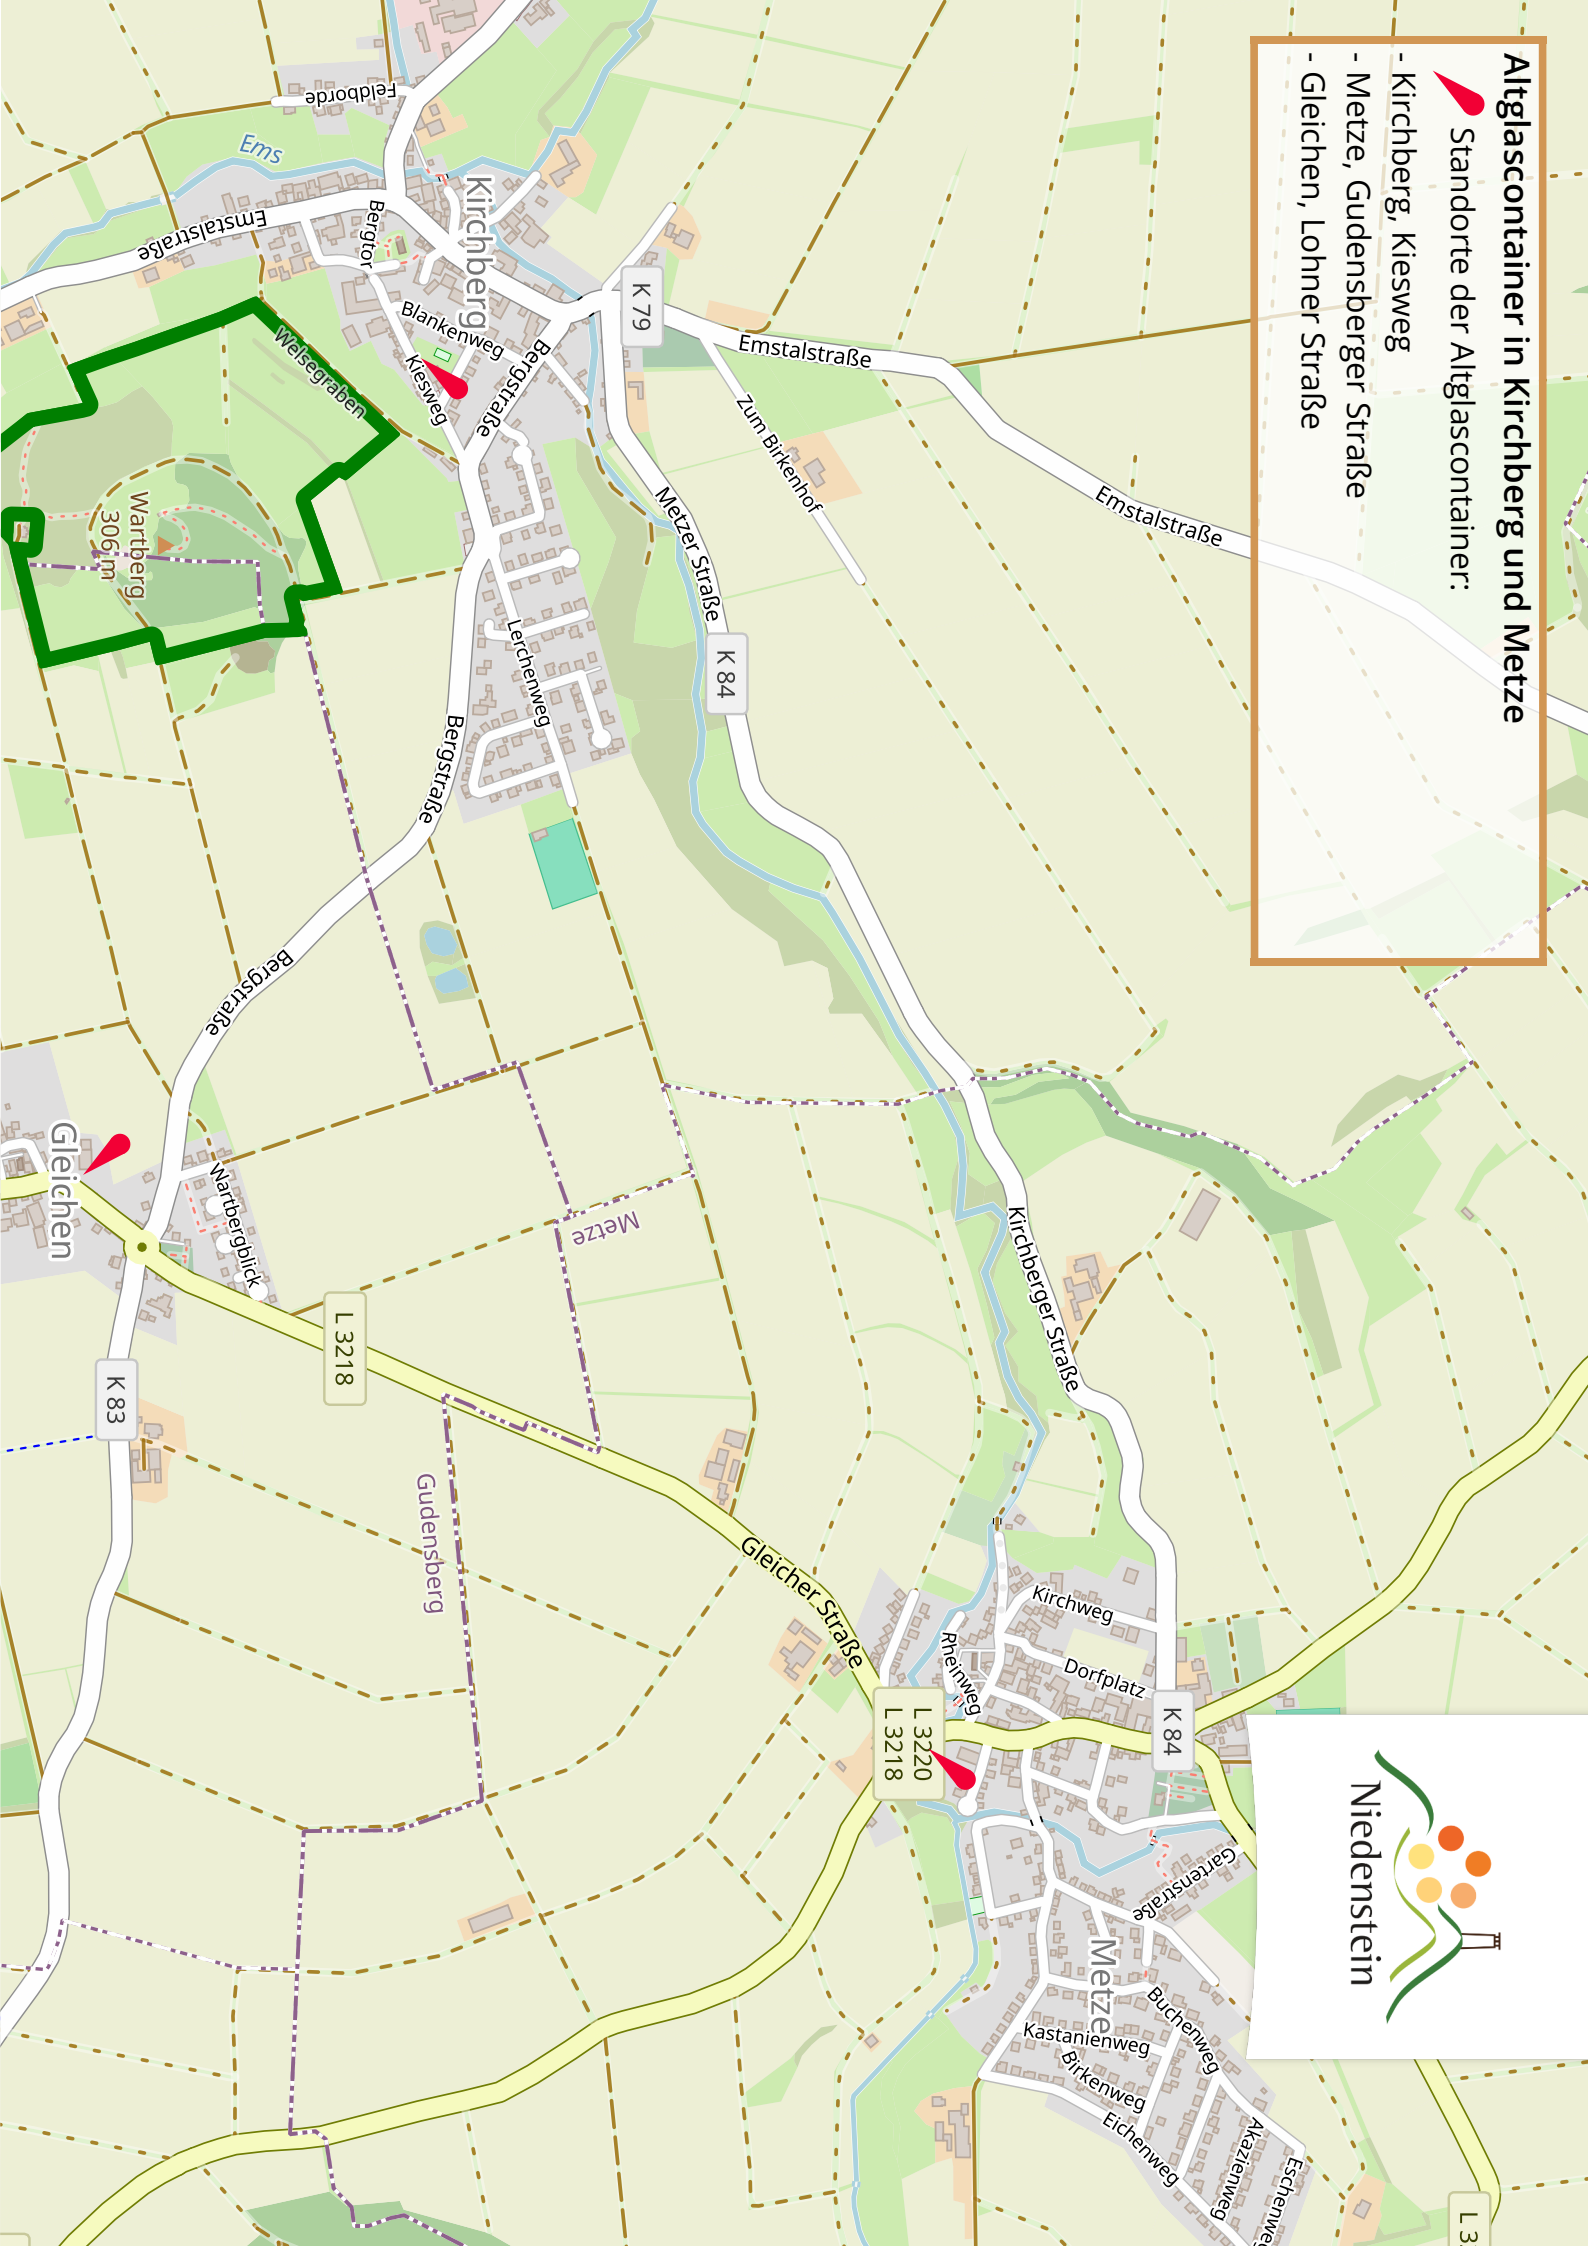 Altglascontainer in Kirchberg und Metze
Standorte der Altglascontainer:
- Kirchberg, Kiesweg
- Metze, Gudensberger Straße
- Gleichen, Lohner Straße
Feldborde
Ems
Kirchberg
Emstalstraße
Bergtor
Blankenweg
Kiesweg
Bergstraße
Welsegraben
K 79
Emstalstraße
Zum Birkenhof
Emstalstraße
Metzer Straße
K 84
Wartberg
306 m
Lerchenweg
Bergstraße
Bergstraße
Gleichen
Wartbergblick
Metze
L 3218
K 83
Gudensberg
Kirchberger Straße
Gleicher Straße
Kirchweg
Rheinweg
Dorfplatz
K 84
L 3220
L 3218
Gartenstraße
Metze
Buchenweg
Kastanienweg
Birkenweg
Eichenweg
Akazienweg
Eschenweg
Niedenstein
L 3